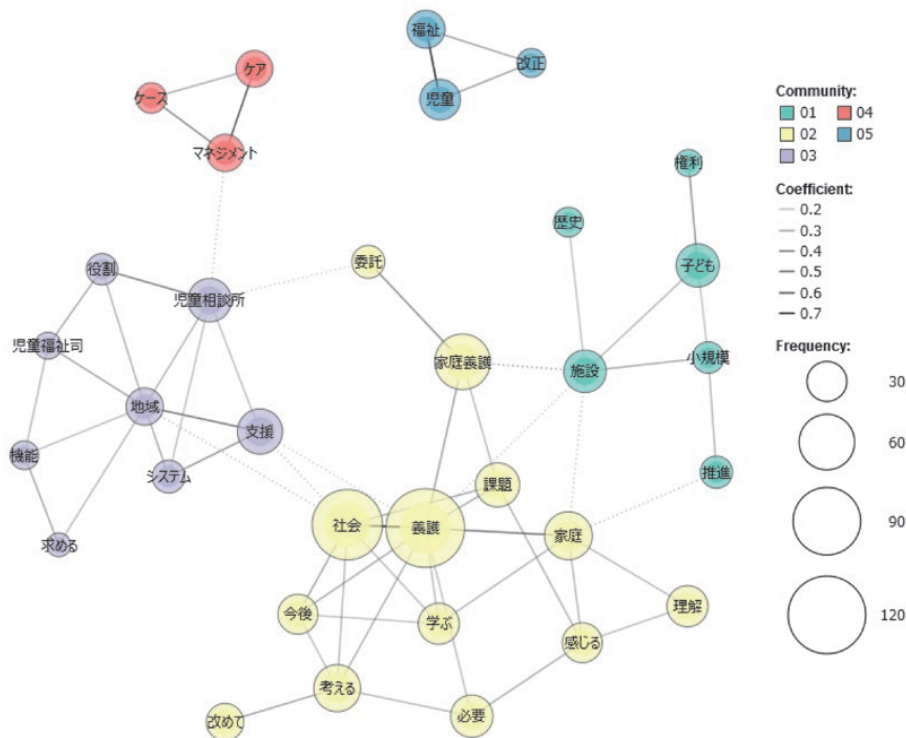 福祉
改正
児童
ケア
ケース
マネジメント
権利
歴史
子ども
委託
役割
児童相談所
児童福祉司
家庭養護
施設
小規模
地域
支援
機能
システム
求める
課題
推進
社会
養護
家庭
今後
学ぶ
理解
感じる
考える
改めて
必要
Community:
01 04
02 05
03
Coefficient:
0.2
0.3
0.4
0.5
0.6
0.7
Frequency:
30
60
90
120